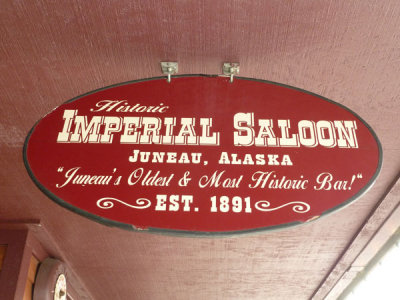 Historic
IMPERIAL SALOON
JUNEAU, ALASKA
"Juneau's Oldest & Most Historic Bar!"
EST. 1891